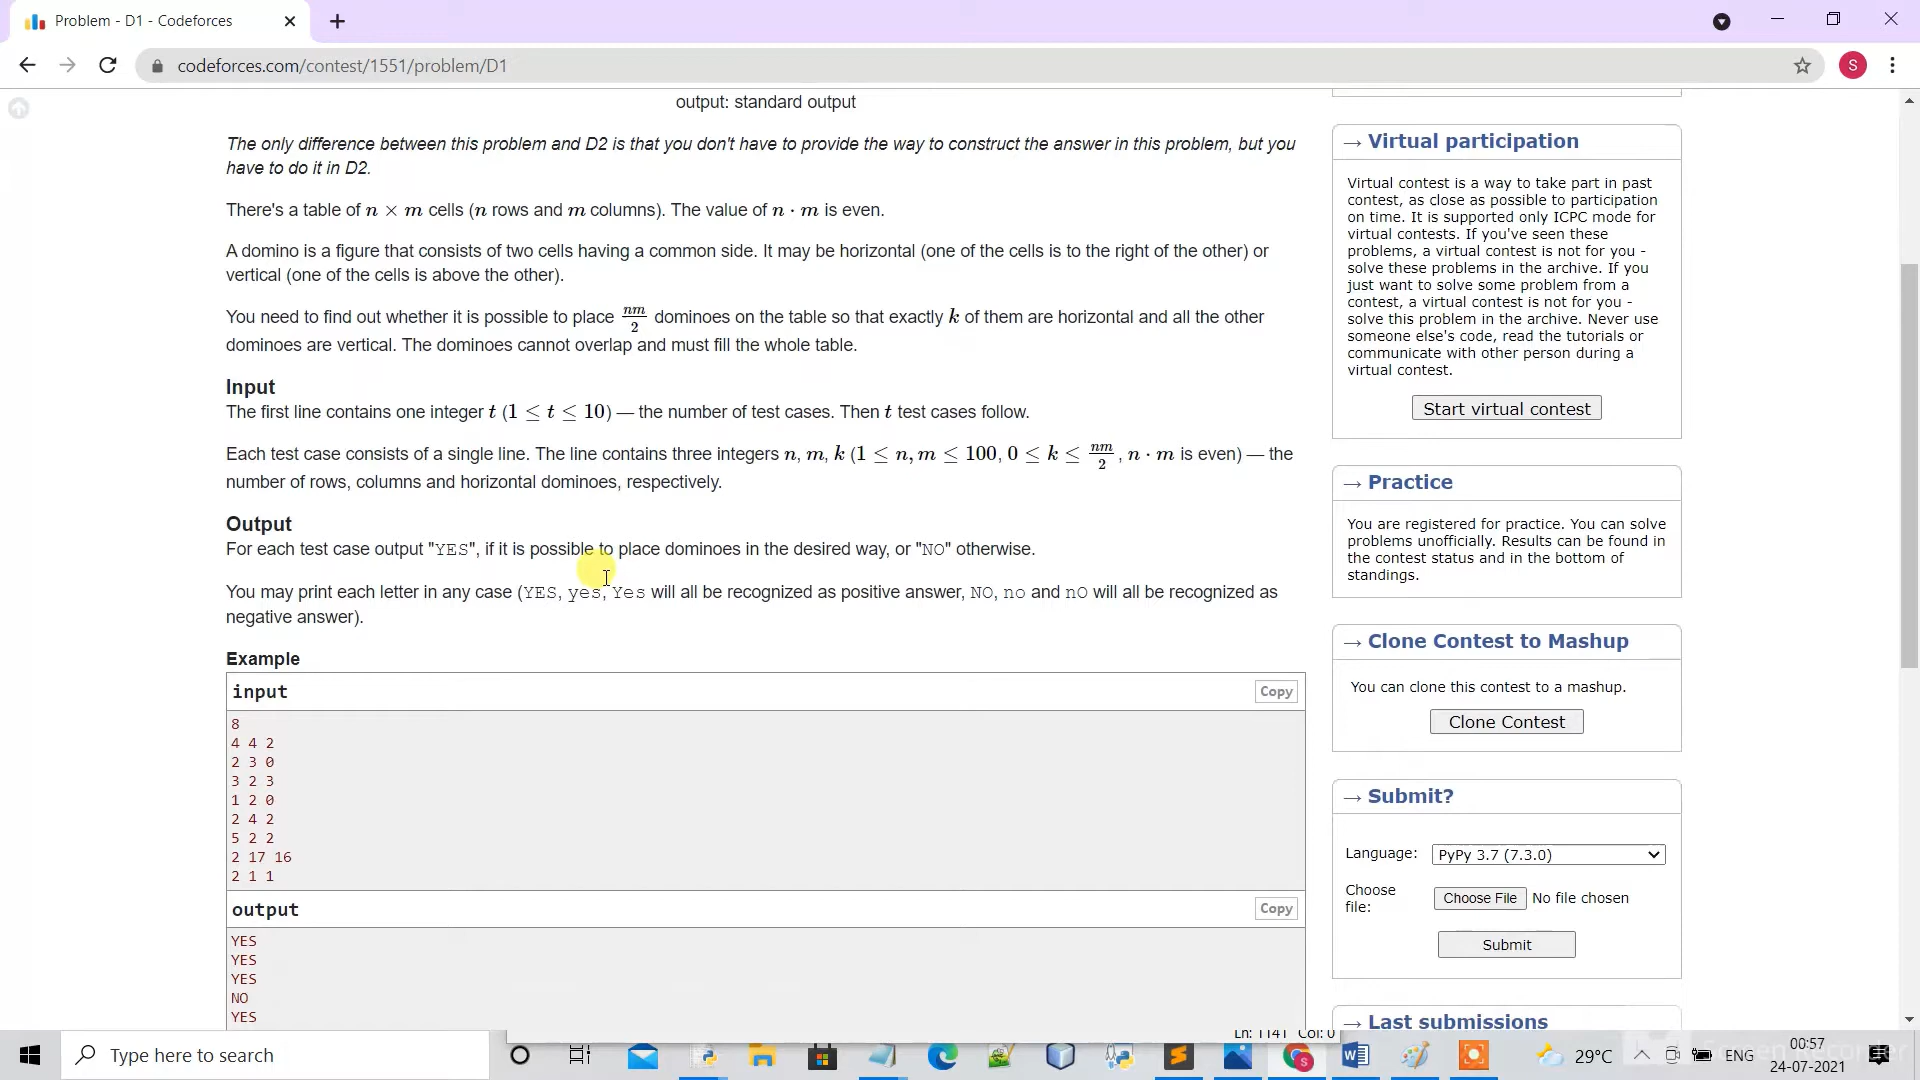 Problem - D1 - Codeforces
codeforces.com/contest/1551/problem/D1
S
output: standard output
The only difference between this problem and D2 is that you don't have to provide the way to construct the answer in this problem, but you
have to do it in D2.
There's a table of n × m cells (n rows and m columns). The value of n · m is even.
A domino is a figure that consists of two cells having a common side. It may be horizontal (one of the cells is to the right of the other) or
vertical (one of the cells is above the other).
You need to find out whether it is possible to place nm/2 dominoes on the table so that exactly k of them are horizontal and all the other
dominoes are vertical. The dominoes cannot overlap and must fill the whole table.
Input
The first line contains one integer t (1 ≤ t ≤ 10) — the number of test cases. Then t test cases follow.
Each test case consists of a single line. The line contains three integers n, m, k (1 ≤ n, m ≤ 100, 0 ≤ k ≤ nm/2, n · m is even) — the
number of rows, columns and horizontal dominoes, respectively.
Output
For each test case output "YES", if it is possible to place dominoes in the desired way, or "NO" otherwise.
You may print each letter in any case (YES, yes, Yes will all be recognized as positive answer, NO, no and nO will all be recognized as
negative answer).
Example
input
Copy
8
4 4 2
2 3 0
3 2 3
1 2 0
2 4 2
5 2 2
2 17 16
2 1 1
output
Copy
YES
YES
YES
NO
YES
→ Virtual participation
Virtual contest is a way to take part in past
contest, as close as possible to participation
on time. It is supported only ICPC mode for
virtual contests. If you've seen these
problems, a virtual contest is not for you -
solve these problems in the archive. If you
just want to solve some problem from a
contest, a virtual contest is not for you -
solve this problem in the archive. Never use
someone else's code, read the tutorials or
communicate with other person during a
virtual contest.
Start virtual contest
→ Practice
You are registered for practice. You can solve
problems unofficially. Results can be found in
the contest status and in the bottom of
standings.
→ Clone Contest to Mashup
You can clone this contest to a mashup.
Clone Contest
→ Submit?
Language: PyPy 3.7 (7.3.0)
Choose
file:
Choose File No file chosen
Submit
→ Last submissions
Ln: 1141 Col: 0
Type here to search
29°C
ENG
00:57
24-07-2021
Screen Recorder